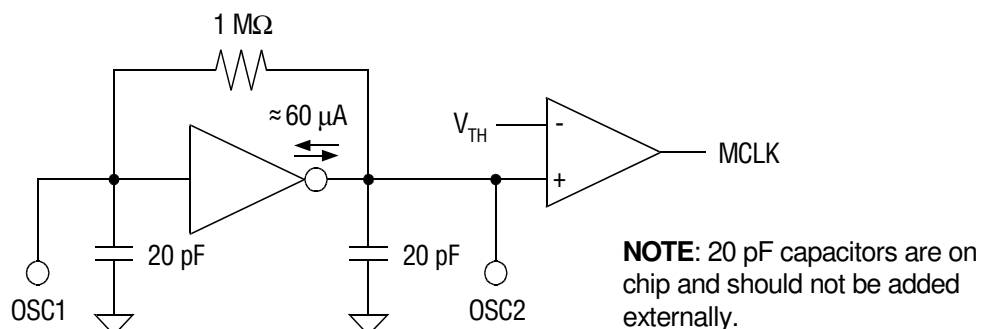 1 MΩ
≈ 60 μA
V_TH
-
+
MCLK
20 pF
20 pF
OSC1
OSC2
NOTE: 20 pF capacitors are on
chip and should not be added
externally.